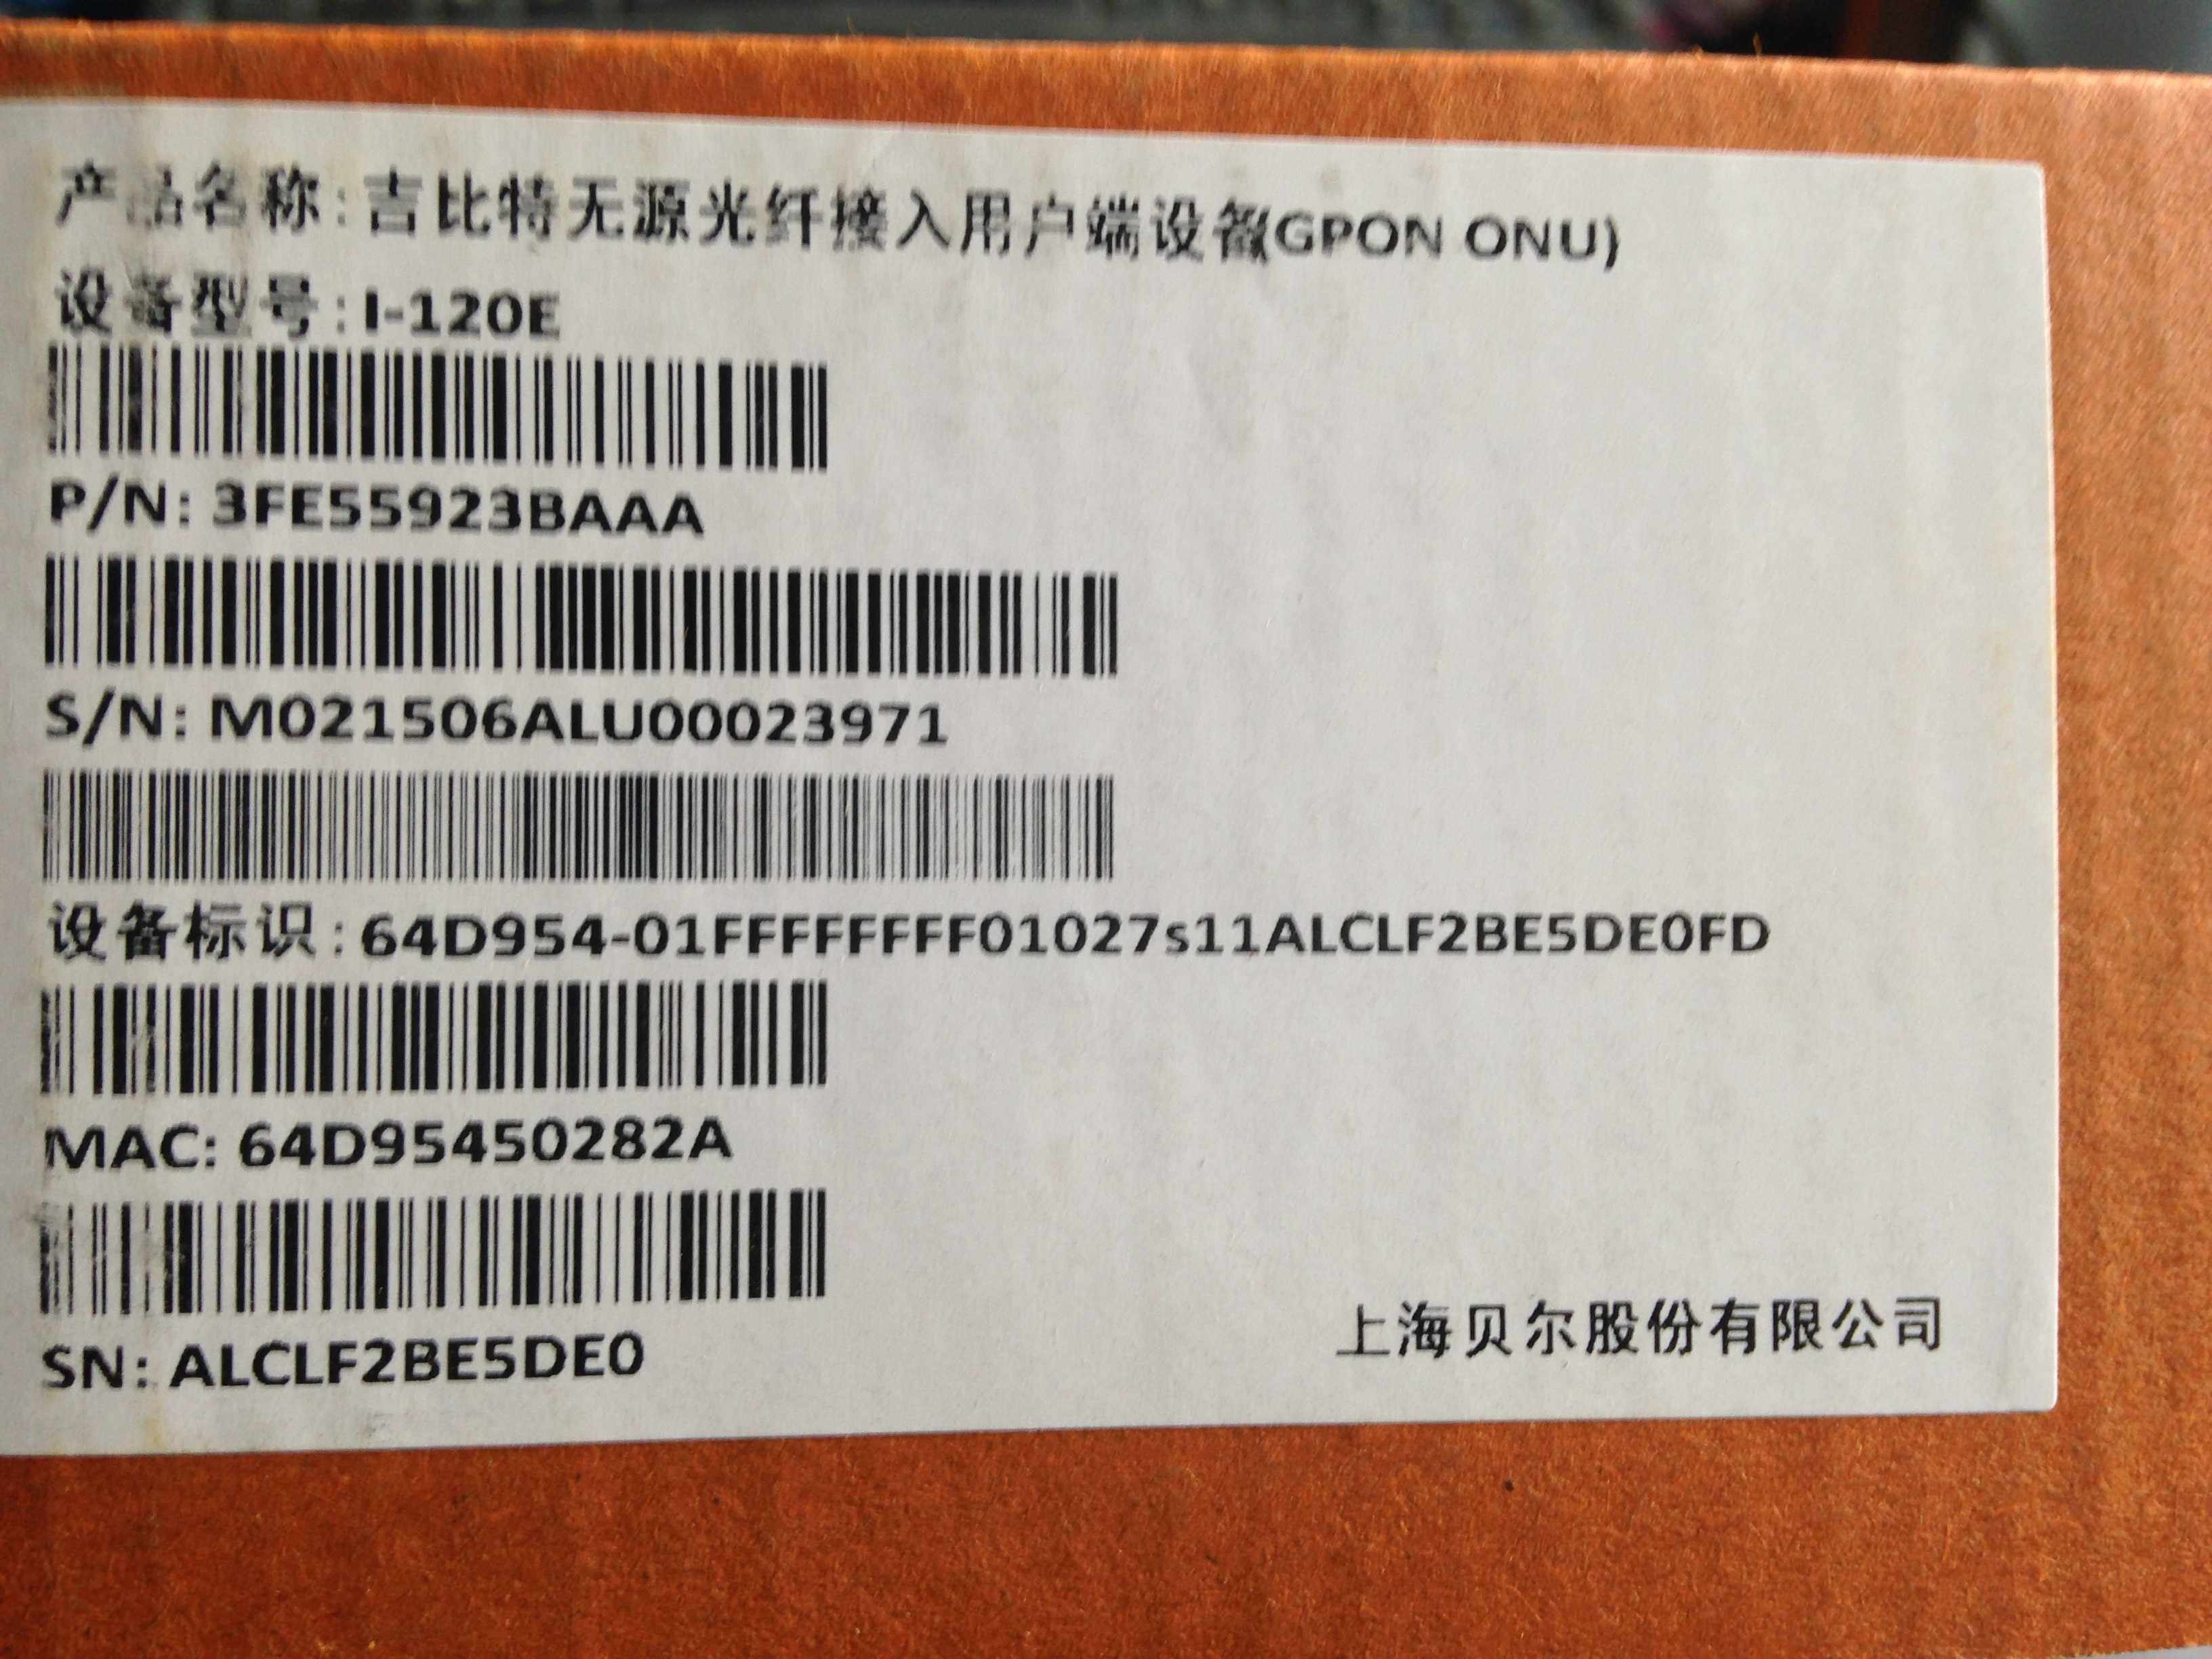 产品名称:吉比特无源光纤接入用户端设备(GPON ONU)
设备型号:I-120E
P/N: 3FE55923BAAA
S/N: M021506ALU00023971
设备标识:64D954-01FFFFFFFF01027s11ALCLF2BE5DE0FD
MAC: 64D95450282A
SN: ALCLF2BE5DE0
上海贝尔股份有限公司